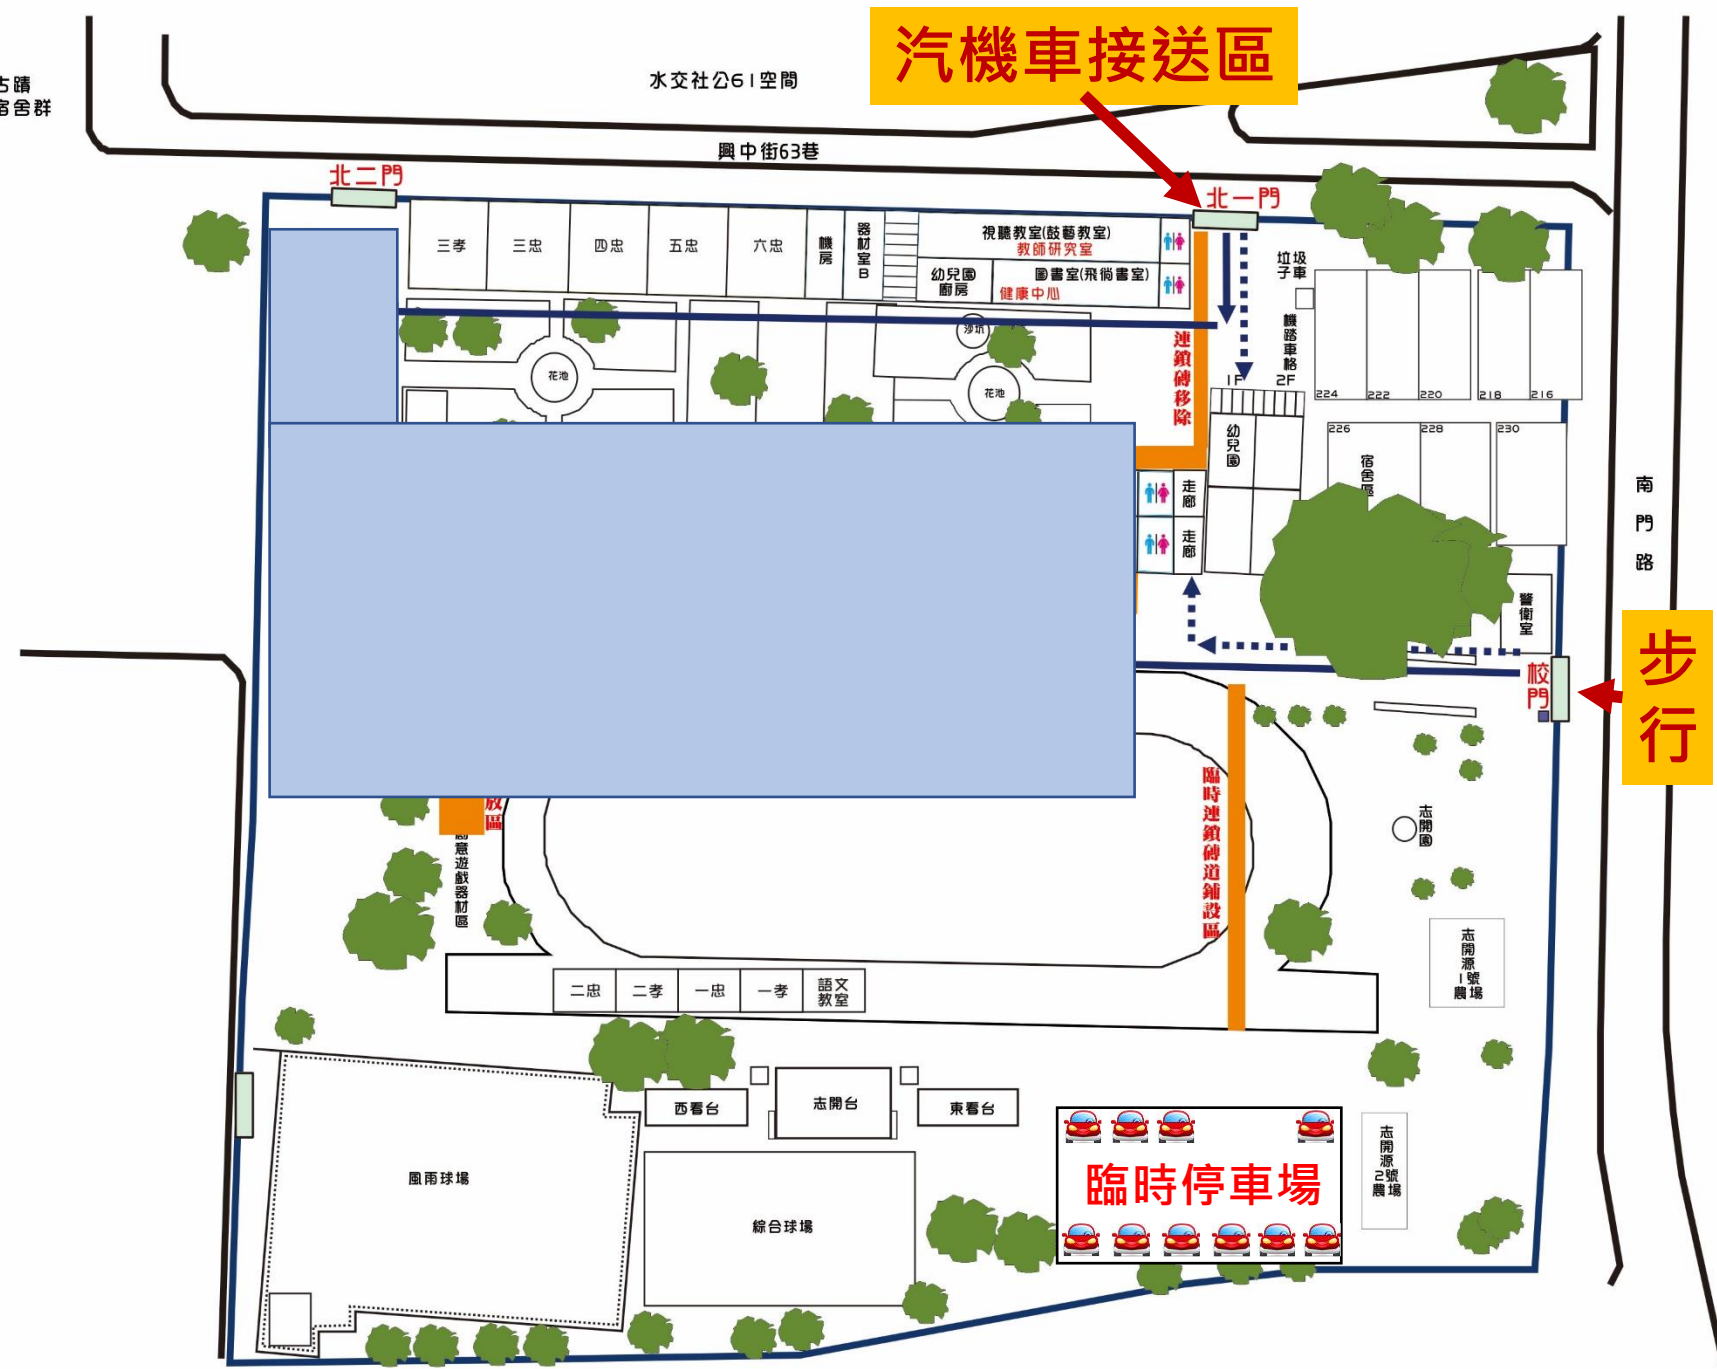 汽機車接送區
水交社公61空間
古蹟
宿舍群
興中街63巷
北二門
北一門
三孝
三忠
四忠
五忠
六忠
機房
器材室B
視聽教室(鼓藝教室)
教師研究室
幼兒園
廚房
圖書室(飛徜書室)
健康中心
垃圾子車
機踏車格
沙坑
花池
花池
連鎖磚移除
1F
2F
224
222
220
218
216
226
228
230
幼兒園
宿舍區
走廊
走廊
南門路
警衛室
校門
步行
放區
創意遊戲器材區
臨時連鎖磚道鋪設區
志開園
志開源1號農場
二忠
二孝
一忠
一孝
語文
教室
西看台
志開台
東看台
風雨球場
綜合球場
臨時停車場
志開源2號農場